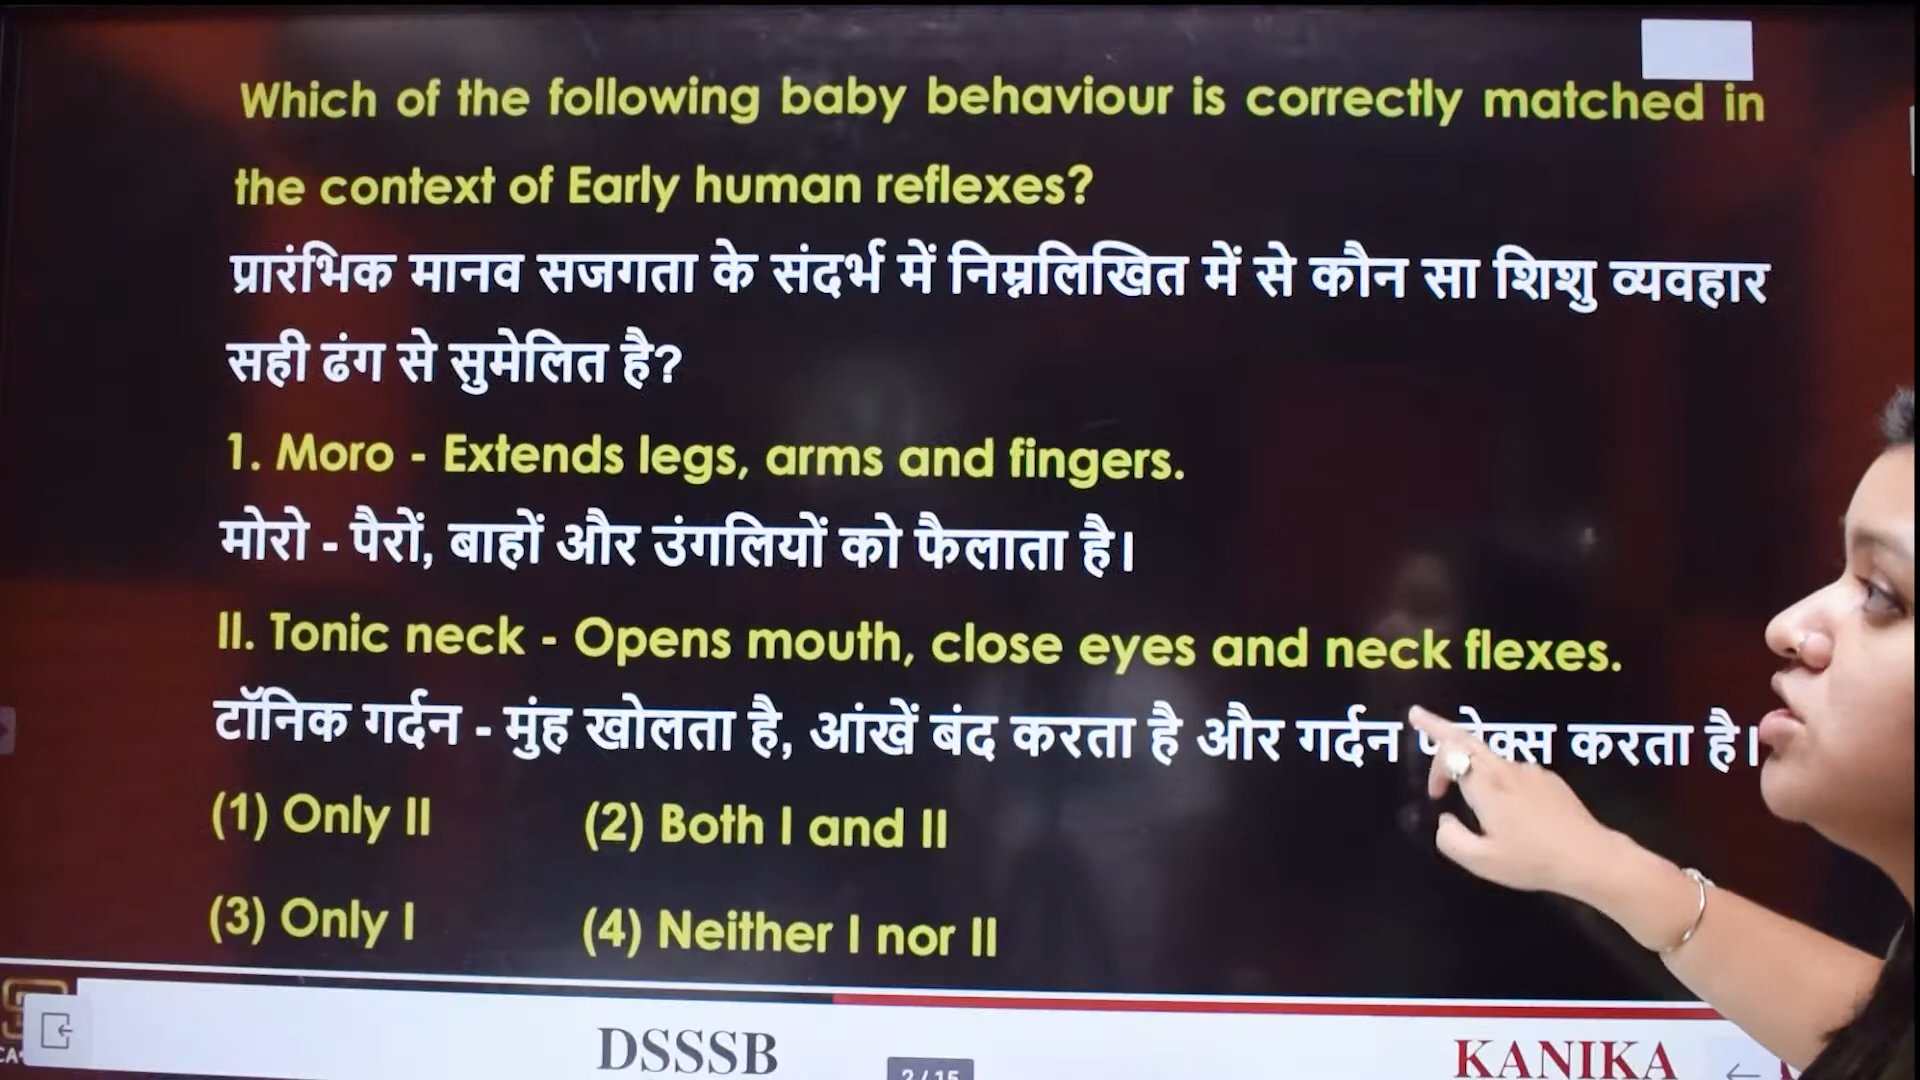 Which of the following baby behaviour is correctly matched in
the context of Early human reflexes?
प्रारंभिक मानव सजगता के संदर्भ में निम्नलिखित में से कौन सा शिशु व्यवहार
सही ढंग से सुमेलित है?
1. Moro - Extends legs, arms and fingers.
मोरो - पैरों, बाहों और उंगलियों को फैलाता है।
II. Tonic neck - Opens mouth, close eyes and neck flexes.
टॉनिक गर्दन - मुंह खोलता है, आंखें बंद करता है और गर्दन करता है।
(1) Only II (2) Both I and II
(3) Only I (4) Neither I nor II
DSSSB KANIKA
2/15